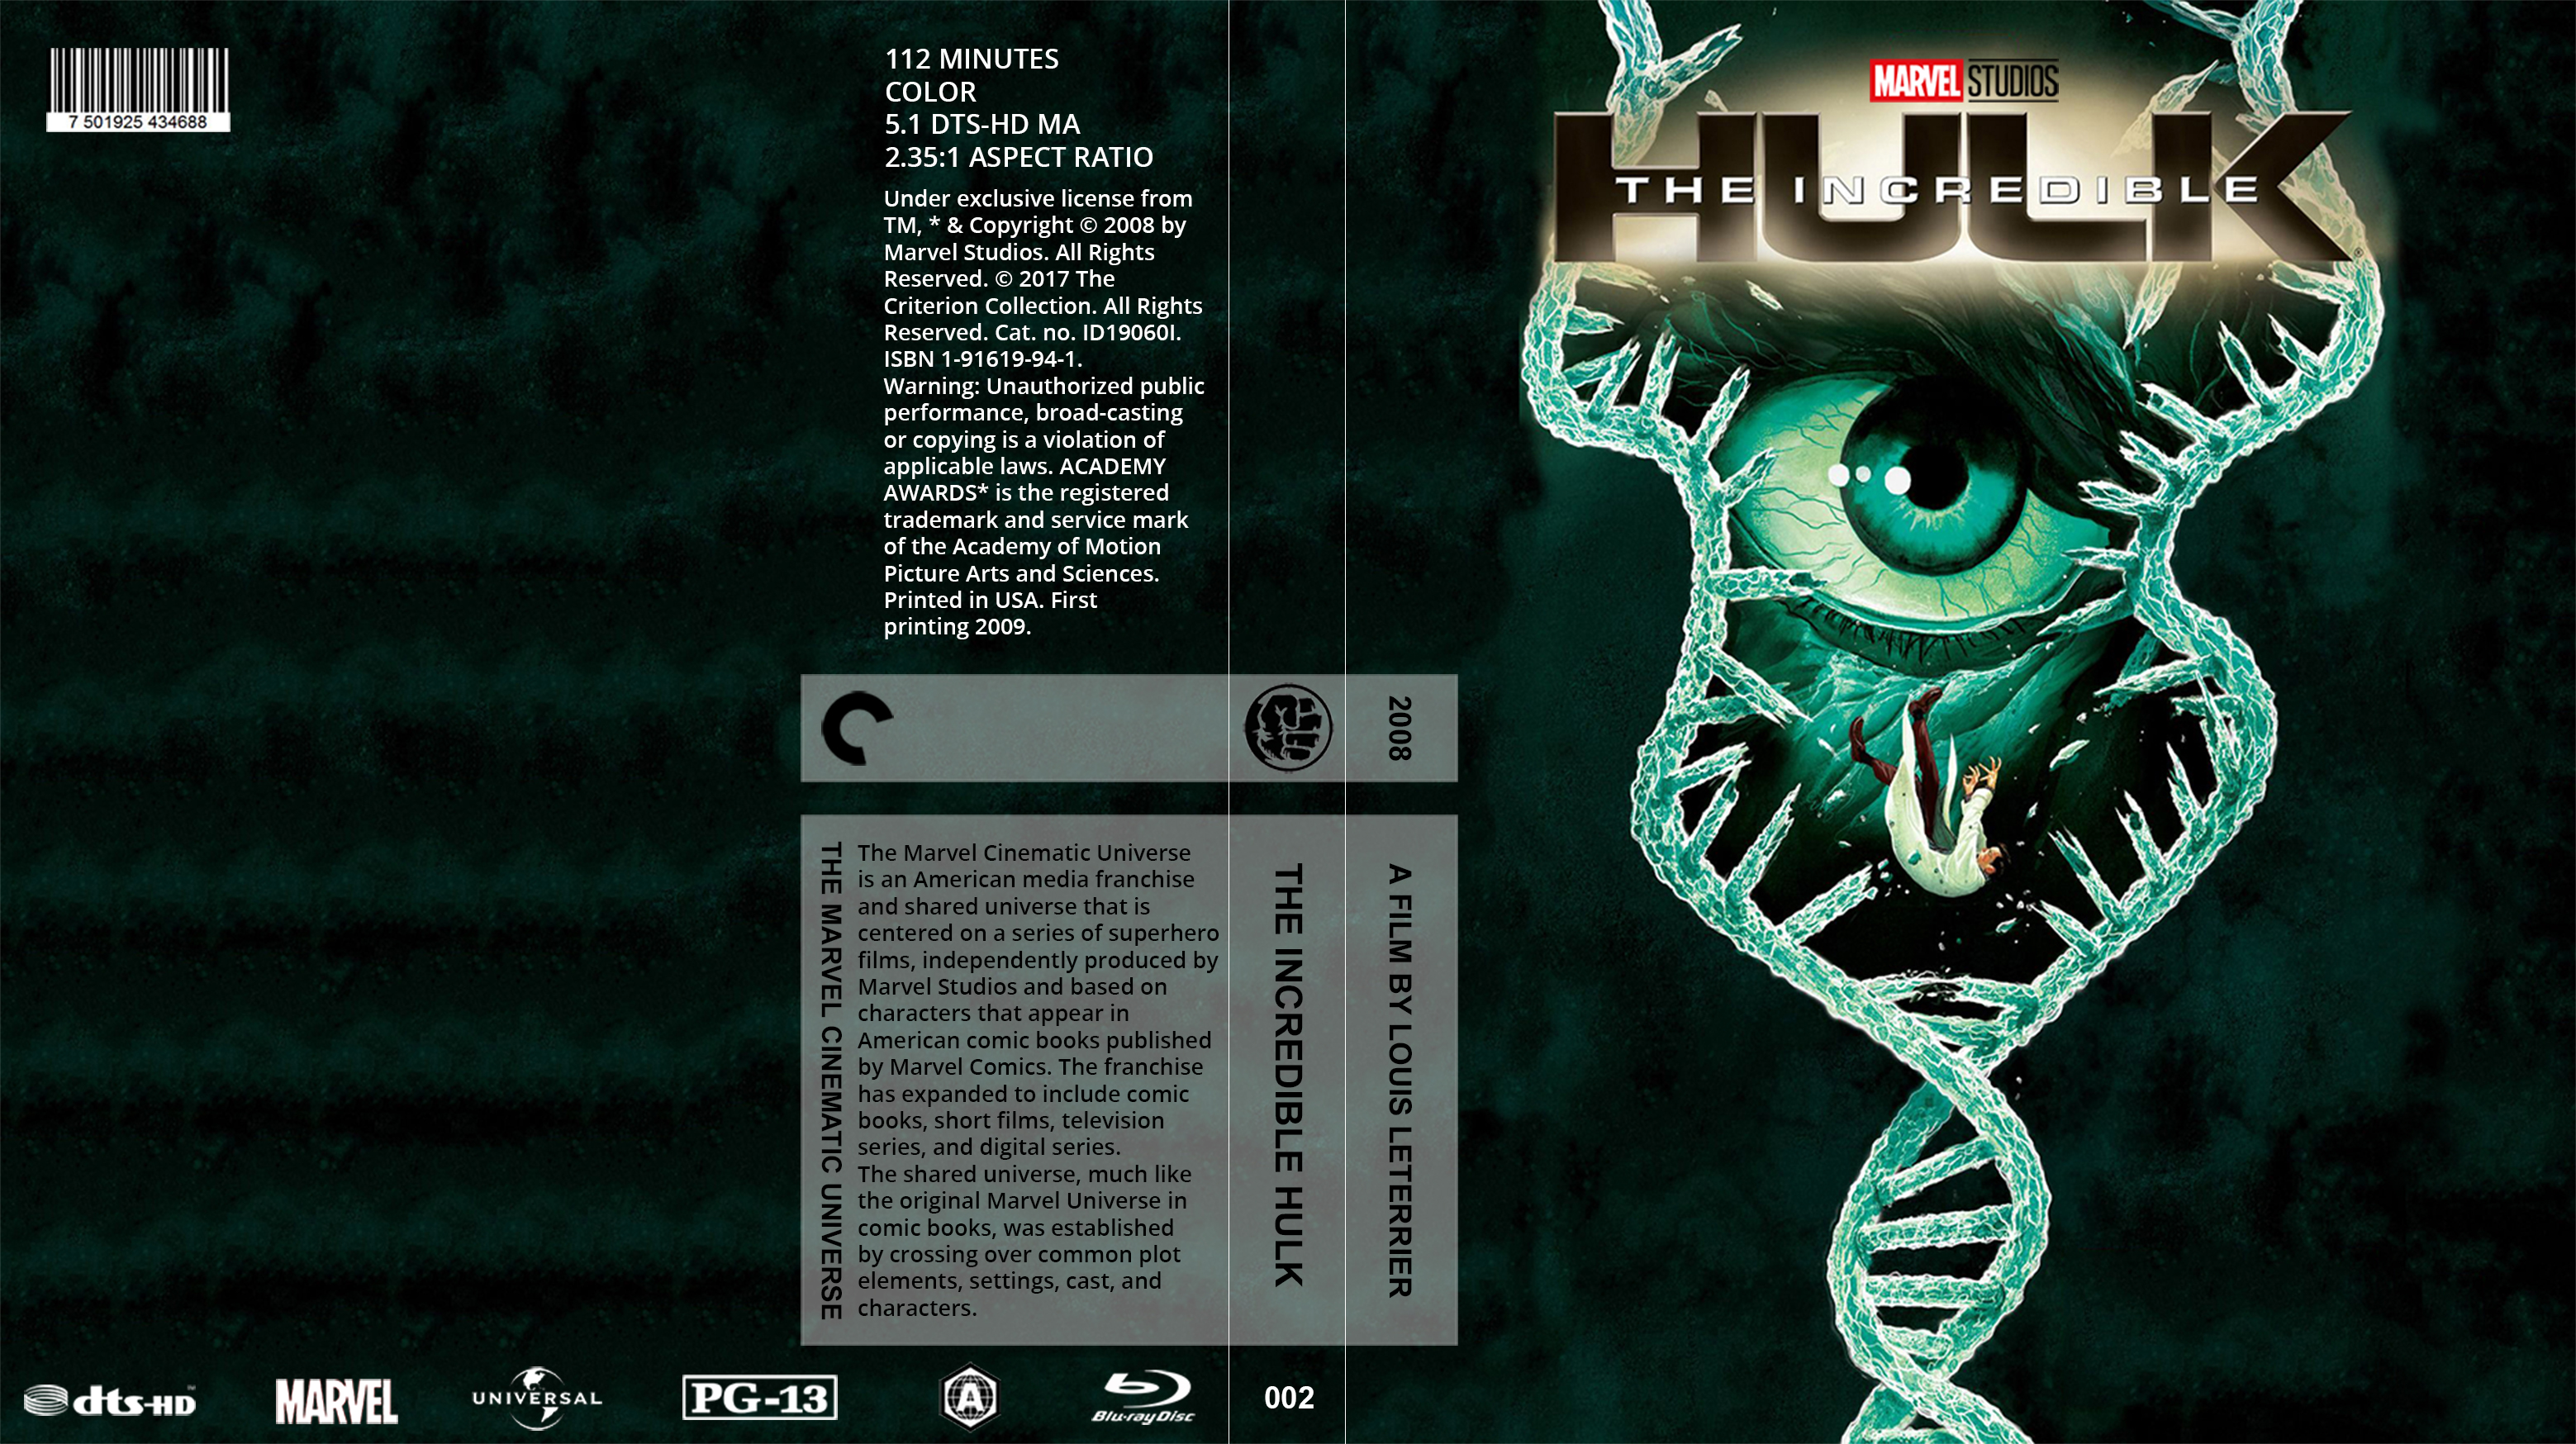 7 501925 434688
112 MINUTES
COLOR
5.1 DTS-HD MA
2.35:1 ASPECT RATIO
Under exclusive license from
TM, * & Copyright © 2008 by
Marvel Studios. All Rights
Reserved. © 2017 The
Criterion Collection. All Rights
Reserved. Cat. no. ID19060I.
ISBN 1-91619-94-1.
Warning: Unauthorized public
performance, broad-casting
or copying is a violation of
applicable laws. ACADEMY
AWARDS* is the registered
trademark and service mark
of the Academy of Motion
Picture Arts and Sciences.
Printed in USA. First
printing 2009.
THE MARVEL CINEMATIC UNIVERSE
The Marvel Cinematic Universe
is an American media franchise
and shared universe that is
centered on a series of superhero
films, independently produced by
Marvel Studios and based on
characters that appear in
American comic books published
by Marvel Comics. The franchise
has expanded to include comic
books, short films, television
series, and digital series.
The shared universe, much like
the original Marvel Universe in
comic books, was established
by crossing over common plot
elements, settings, cast, and
characters.
dts-HD
MARVEL
UNIVERSAL
PG-13
A
Blu-ray Disc
THE INCREDIBLE HULK
002
2008
A FILM BY LOUIS LETERRIER
MARVEL STUDIOS
HULK
THE INCREDIBLE
®